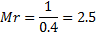 Mr = 1/0.4 = 2.5